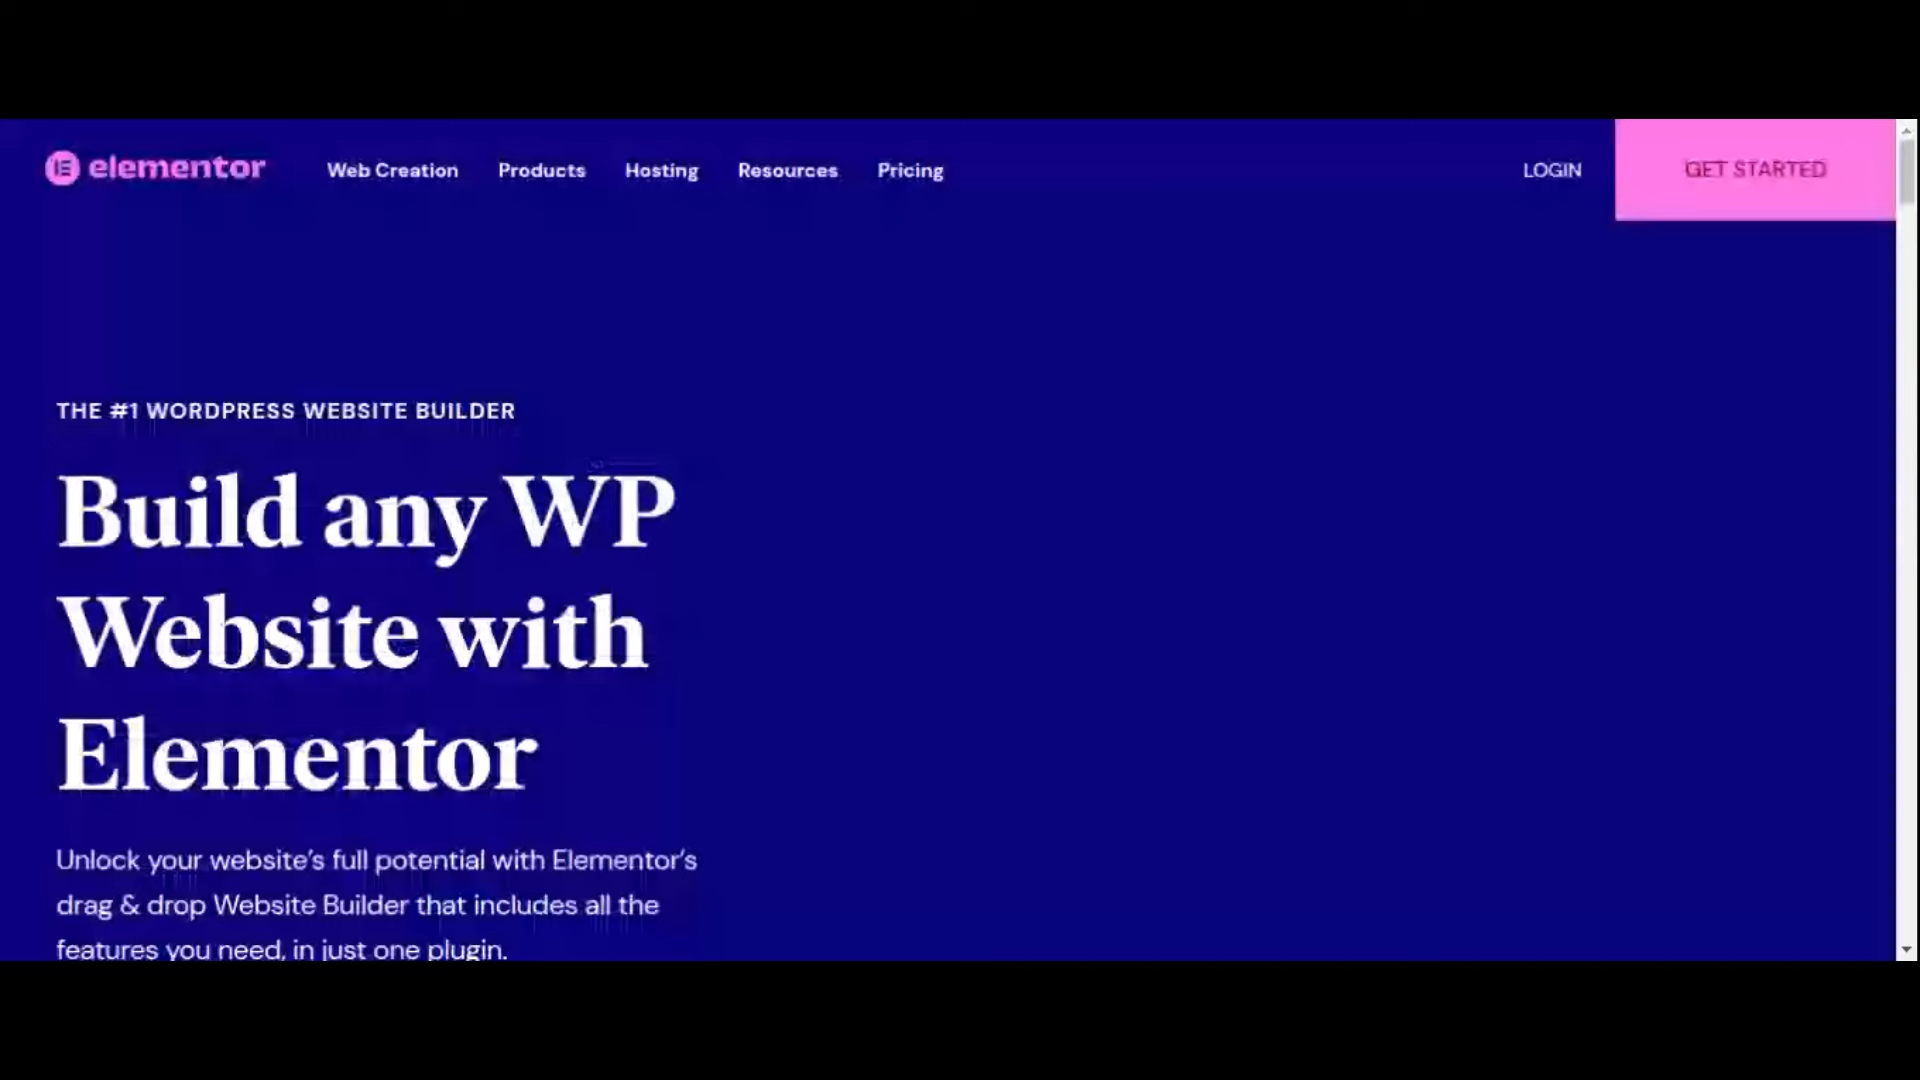 elementor
Web Creation
Products
Hosting
Resources
Pricing
LOGIN
GET STARTED
THE #1 WORDPRESS WEBSITE BUILDER
Build any WP
Website with
Elementor
Unlock your website’s full potential with Elementor’s
drag & drop Website Builder that includes all the
features you need, in just one plugin.